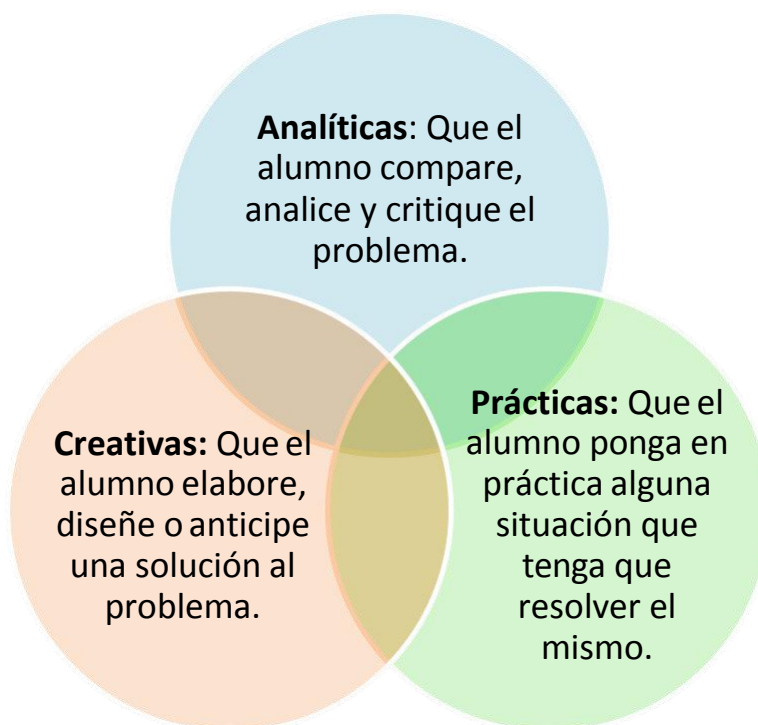 Analíticas: Que el
alumno compare,
analice y critique el
problema.
Creativas: Que el
alumno elabore,
diseñe o anticipe
una solución al
problema.
Prácticas: Que el
alumno ponga en
práctica alguna
situación que
tenga que
resolver el
mismo.